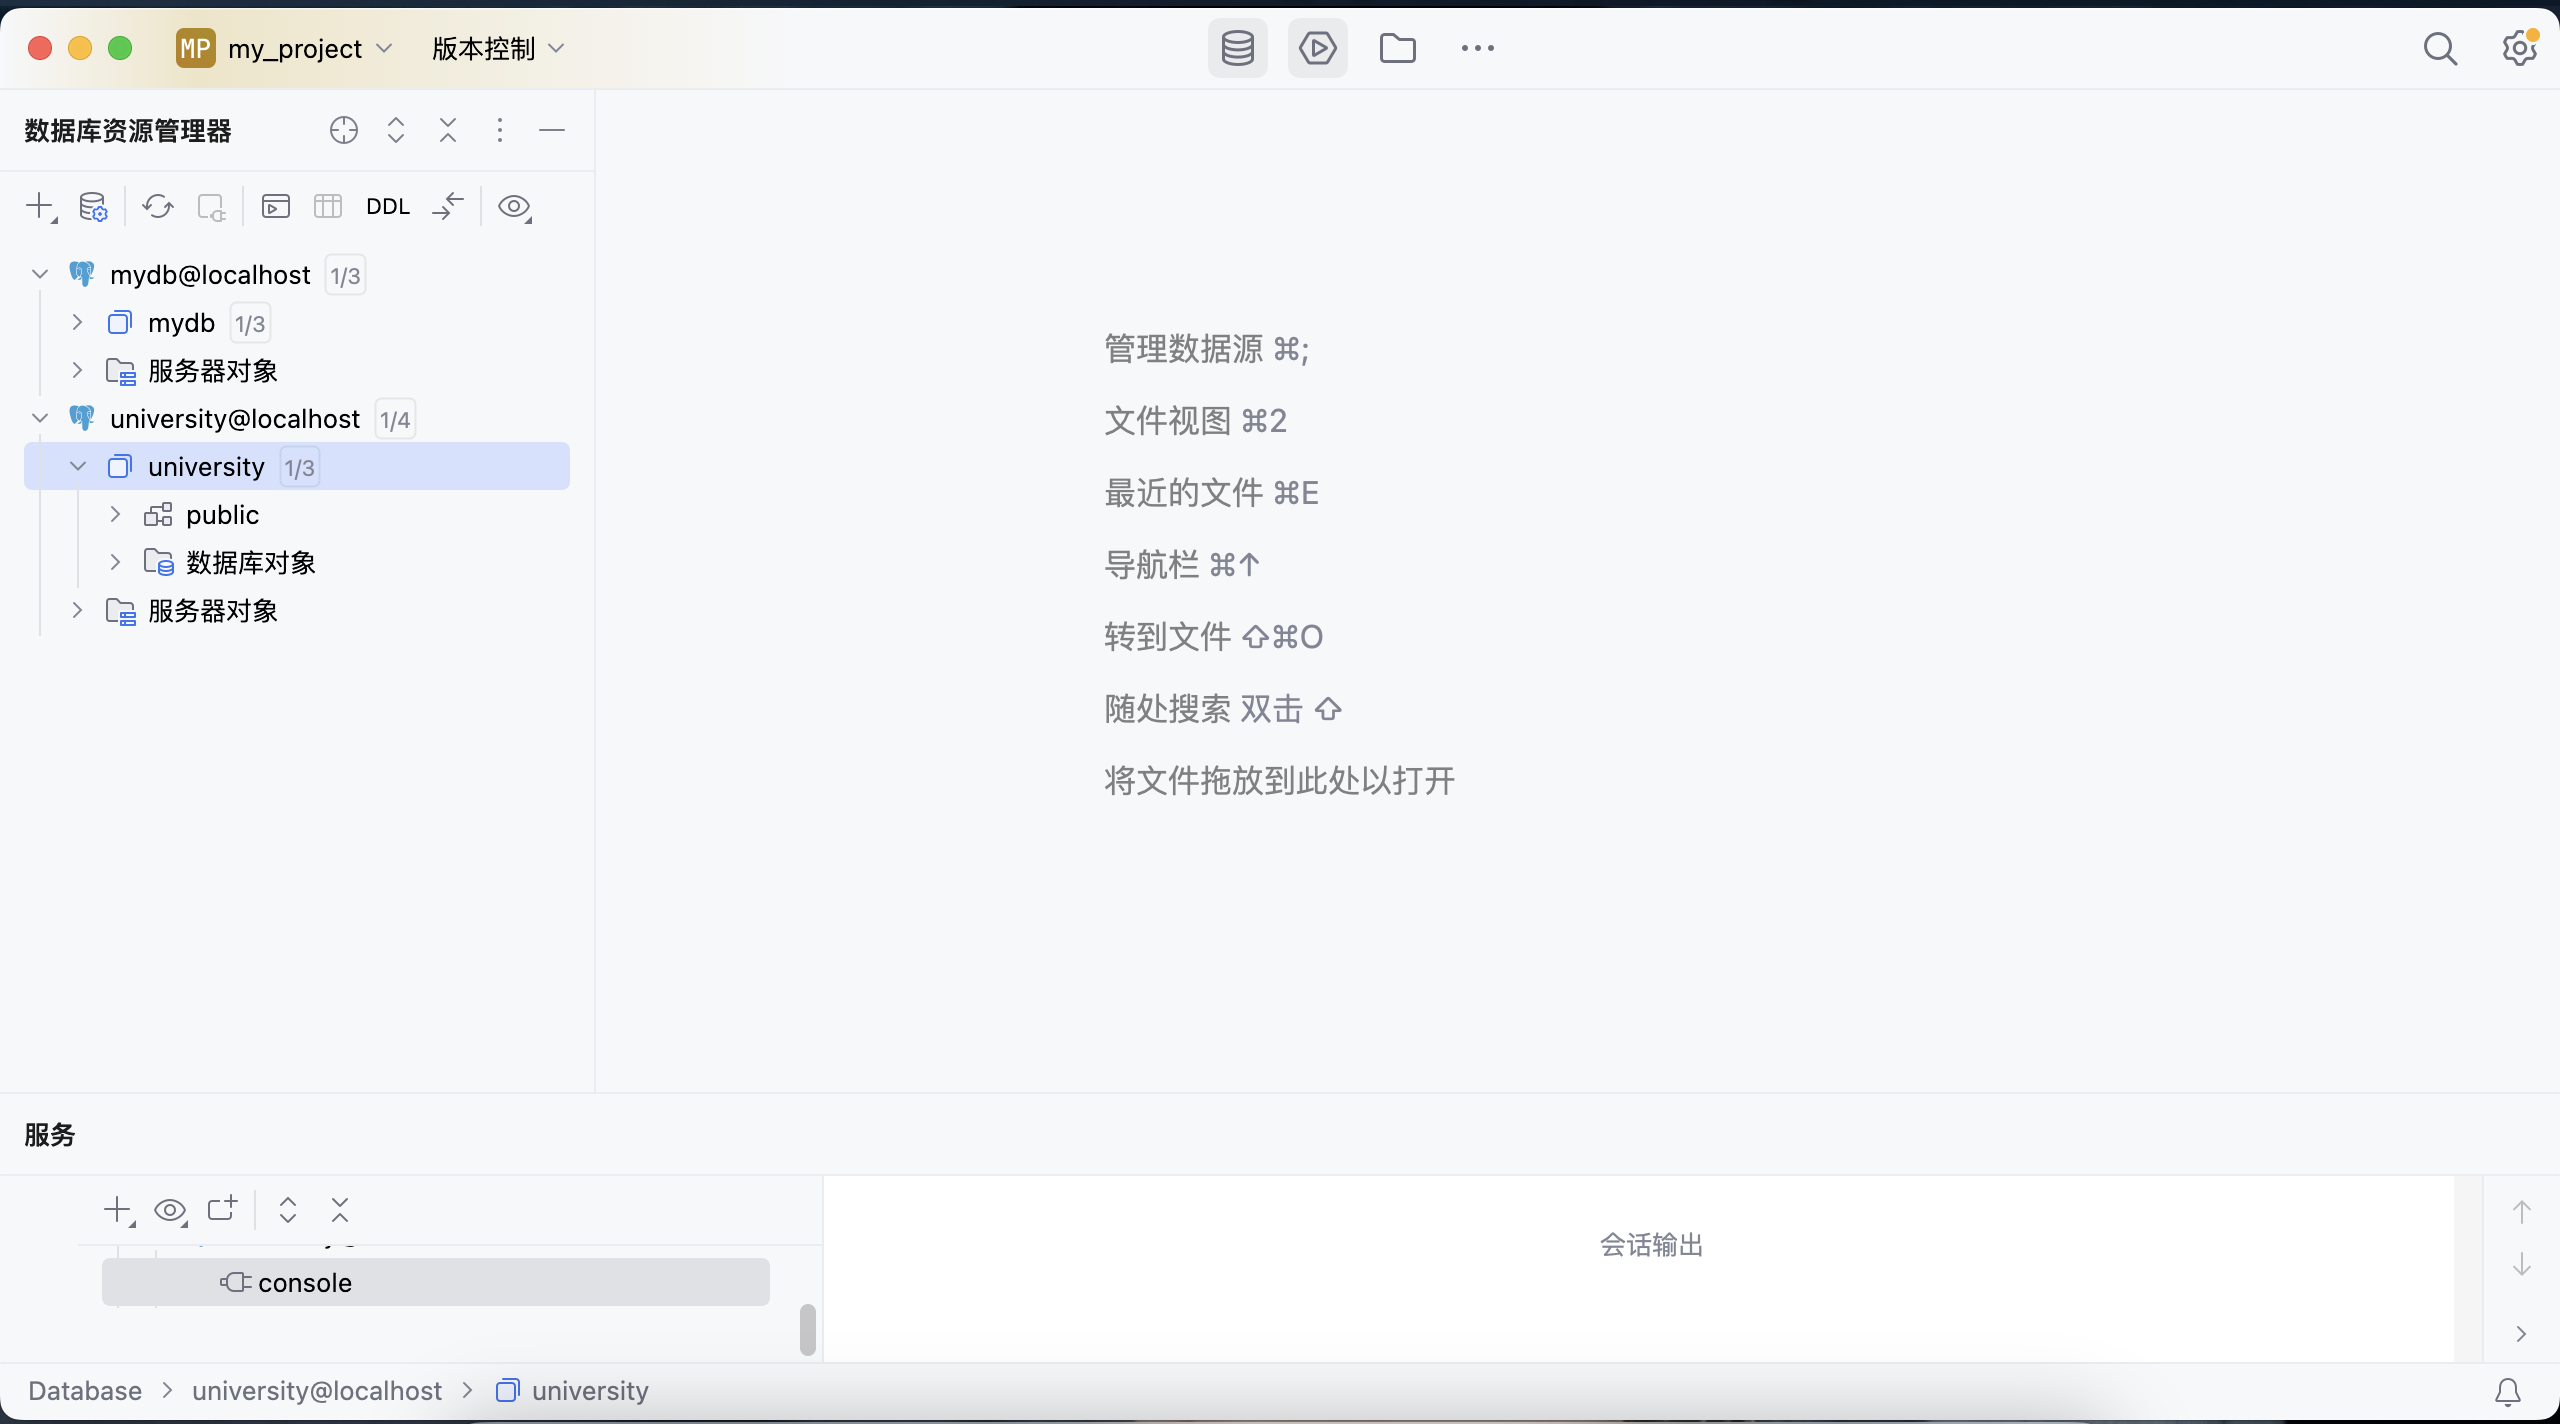 MP my_project 版本控制
数据库资源管理器
DDL
mydb@localhost 1/3
mydb 1/3
服务器对象
university@localhost 1/4
university 1/3
public
数据库对象
服务器对象
管理数据源 ⌘;
文件视图 ⌘2
最近的文件 ⌘E
导航栏 ⌘↑
转到文件 ⇧⌘O
随处搜索 双击 ⇧
将文件拖放到此处以打开
服务
console
会话输出
Database university@localhost university